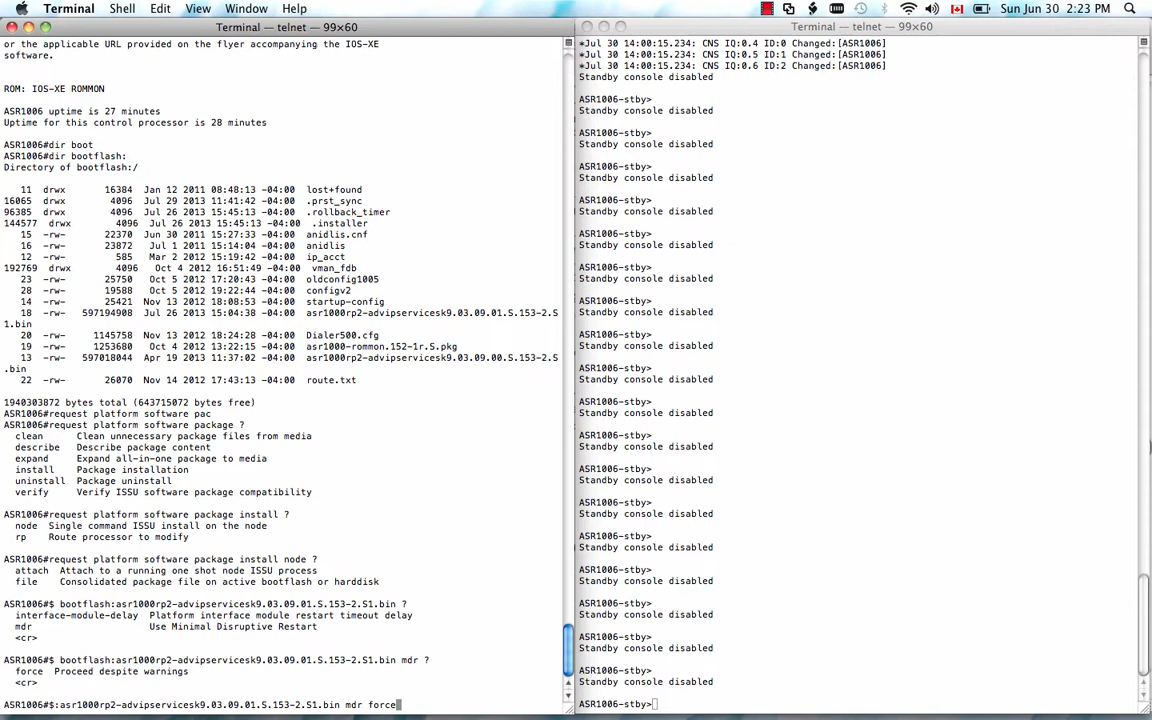 Terminal Shell Edit View Window Help Sun Jun 30 2:23 PM
Terminal — telnet — 99×60
or the applicable URL provided on the flyer accompanying the IOS-XE
software.
ROM: IOS-XE ROMMON
ASR1006 uptime is 27 minutes
Uptime for this control processor is 28 minutes
ASR1006#dir boot
ASR1006#dir bootflash:
Directory of bootflash:/
11 drwx 16384 Jan 12 2011 08:48:13 -04:00 lost+found
16065 drwx 4096 Jul 29 2013 11:41:42 -04:00 .prst_sync
96385 drwx 4096 Jul 26 2013 15:45:13 -04:00 .rollback_timer
144577 drwx 4096 Jul 26 2013 15:45:13 -04:00 .installer
15 -rw- 22370 Jun 30 2011 15:27:33 -04:00 anidlis.cnf
16 -rw- 23872 Jul 1 2011 15:14:04 -04:00 anidlis
12 -rw- 585 Mar 2 2012 15:19:42 -04:00 ip_acct
192769 drwx 4096 Oct 4 2012 16:51:49 -04:00 vman_fdb
23 -rw- 25750 Oct 5 2012 17:20:43 -04:00 oldconfig1005
28 -rw- 19588 Oct 5 2012 19:22:44 -04:00 configv2
14 -rw- 25421 Nov 13 2012 18:08:53 -04:00 startup-config
18 -rw- 597194908 Jul 26 2013 15:04:38 -04:00 asr1000rp2-advipservicesk9.03.09.01.S.153-2.S
1.bin
20 -rw- 1145758 Nov 13 2012 18:24:28 -04:00 Dialer500.cfg
19 -rw- 1253680 Oct 4 2012 13:22:15 -04:00 asr1000-rommon.152-1r.S.pkg
13 -rw- 597018044 Apr 19 2013 11:37:02 -04:00 asr1000rp2-advipservicesk9.03.09.00.S.153-2.S
.bin
22 -rw- 26070 Nov 14 2012 17:43:13 -04:00 route.txt
1940303872 bytes total (643715072 bytes free)
ASR1006#request platform software pac
ASR1006#request platform software package ?
clean Clean unnecessary package files from media
describe Describe package content
expand Expand all-in-one package to media
install Package installation
uninstall Package uninstall
verify Verify ISSU software package compatibility
ASR1006#request platform software package install ?
node Single command ISSU install on the node
rp Route processor to modify
ASR1006#request platform software package install node ?
attach Attach to a running one shot node ISSU process
file Consolidated package file on active bootflash or harddisk
ASR1006#$ bootflash:asr1000rp2-advipservicesk9.03.09.01.S.153-2.S1.bin ?
interface-module-delay Platform interface module restart timeout delay
mdr Use Minimal Disruptive Restart
<cr>
ASR1006#$ bootflash:asr1000rp2-advipservicesk9.03.09.01.S.153-2.S1.bin mdr ?
force Proceed despite warnings
<cr>
ASR1006#$:asr1000rp2-advipservicesk9.03.09.01.S.153-2.S1.bin mdr force
Terminal — telnet — 99×60
*Jul 30 14:00:15.234: CNS IQ:0.4 ID:0 Changed:[ASR1006]
*Jul 30 14:00:15.234: CNS IQ:0.5 ID:1 Changed:[ASR1006]
*Jul 30 14:00:15.234: CNS IQ:0.6 ID:2 Changed:[ASR1006]
Standby console disabled
ASR1006-stby>
Standby console disabled
ASR1006-stby>
Standby console disabled
ASR1006-stby>
Standby console disabled
ASR1006-stby>
Standby console disabled
ASR1006-stby>
Standby console disabled
ASR1006-stby>
Standby console disabled
ASR1006-stby>
Standby console disabled
ASR1006-stby>
Standby console disabled
ASR1006-stby>
Standby console disabled
ASR1006-stby>
Standby console disabled
ASR1006-stby>
Standby console disabled
ASR1006-stby>
Standby console disabled
ASR1006-stby>
Standby console disabled
ASR1006-stby>
Standby console disabled
ASR1006-stby>
Standby console disabled
ASR1006-stby>
Standby console disabled
ASR1006-stby>
Standby console disabled
ASR1006-stby>
Standby console disabled
ASR1006-stby>